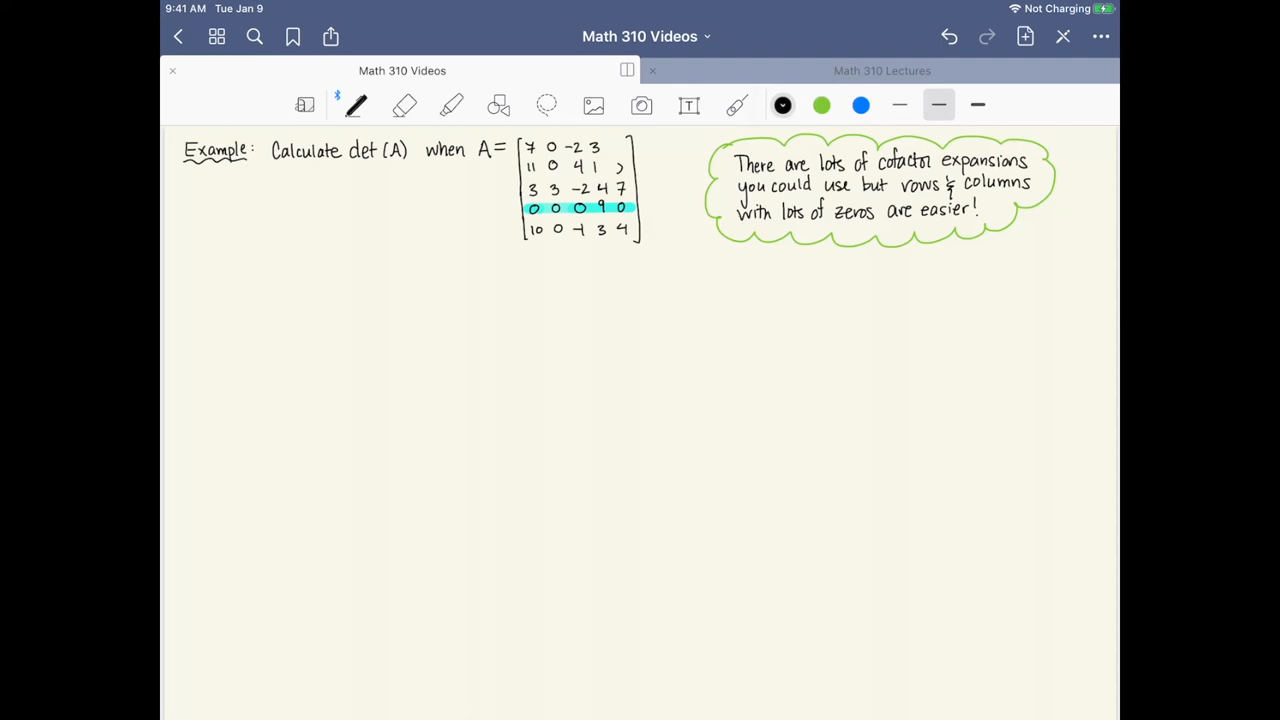 9:41 AM Tue Jan 9
Not Charging
Math 310 Videos
Math 310 Videos
Math 310 Lectures
Example: Calculate det (A) when A=
7 0 -2 3
11 0 4 1
3 3 -2 4 7
0 0 0 9 0
10 0 -1 3 4
There are lots of cofactor expansions
you could use but rows & columns
with lots of zeros are easier!